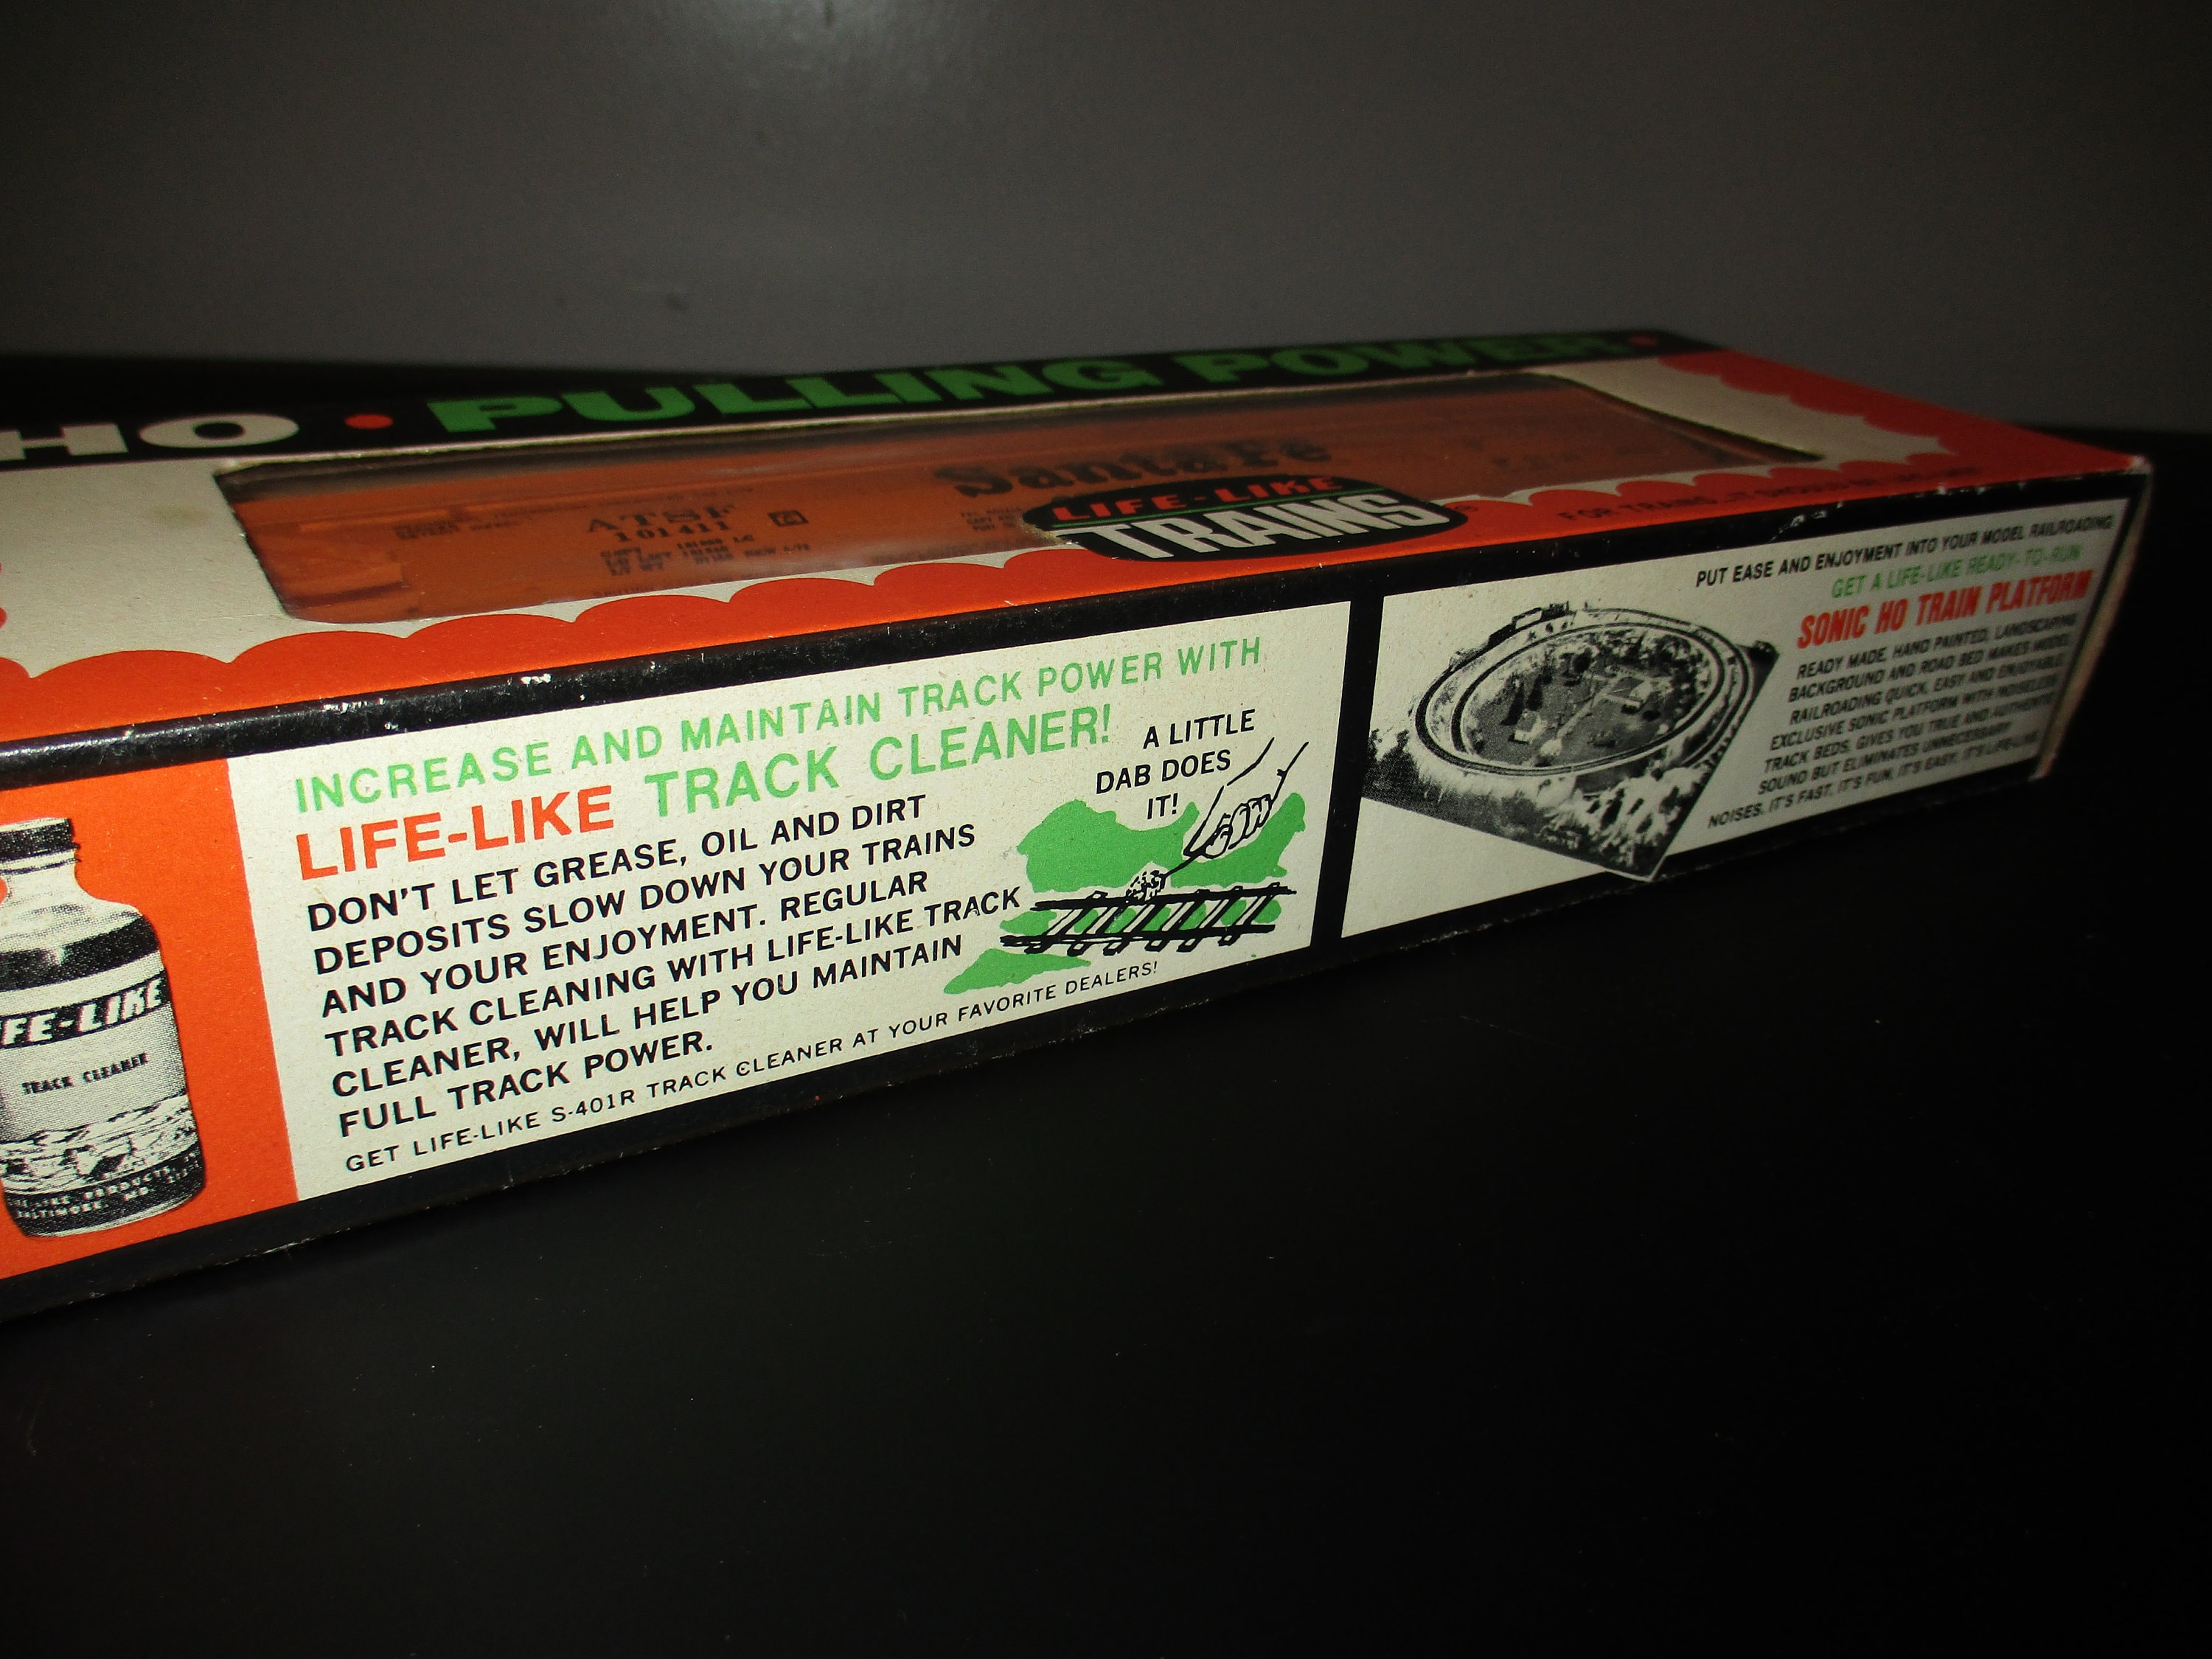 HO • PULLING POWER •
Santa Fe
ATSF
101411
LIFE-LIKE
TRAINS
FOR TRAINS
INCREASE AND MAINTAIN TRACK POWER WITH
LIFE-LIKE TRACK CLEANER!
DON'T LET GREASE, OIL AND DIRT
DEPOSITS SLOW DOWN YOUR TRAINS
AND YOUR ENJOYMENT. REGULAR
TRACK CLEANING WITH LIFE-LIKE TRACK
CLEANER, WILL HELP YOU MAINTAIN
FULL TRACK POWER.
GET LIFE-LIKE S-401R TRACK CLEANER AT YOUR FAVORITE DEALERS!
A LITTLE
DAB DOES
IT!
FE-LIKE
TRACK CLEANER
PRODUCTS
BALTIMORE MD
PUT EASE AND ENJOYMENT INTO YOUR MODEL RAILROADING
GET A LIFE-LIKE READY-TO-RUN
SONIC HO TRAIN PLATFORM
READY MADE, HAND PAINTED, LANDSCAPING
BACKGROUND AND ROAD BED MAKES MODEL
RAILROADING QUICK, EASY AND ENJOYABLE.
EXCLUSIVE SONIC PLATFORM WITH NOISELESS
TRACK BEDS, GIVES YOU TRUE AND AUTHENTIC
SOUND BUT ELIMINATES UNNECESSARY
NOISES. IT'S FAST, IT'S FUN, IT'S EASY, IT'S LIFE-LIKE.